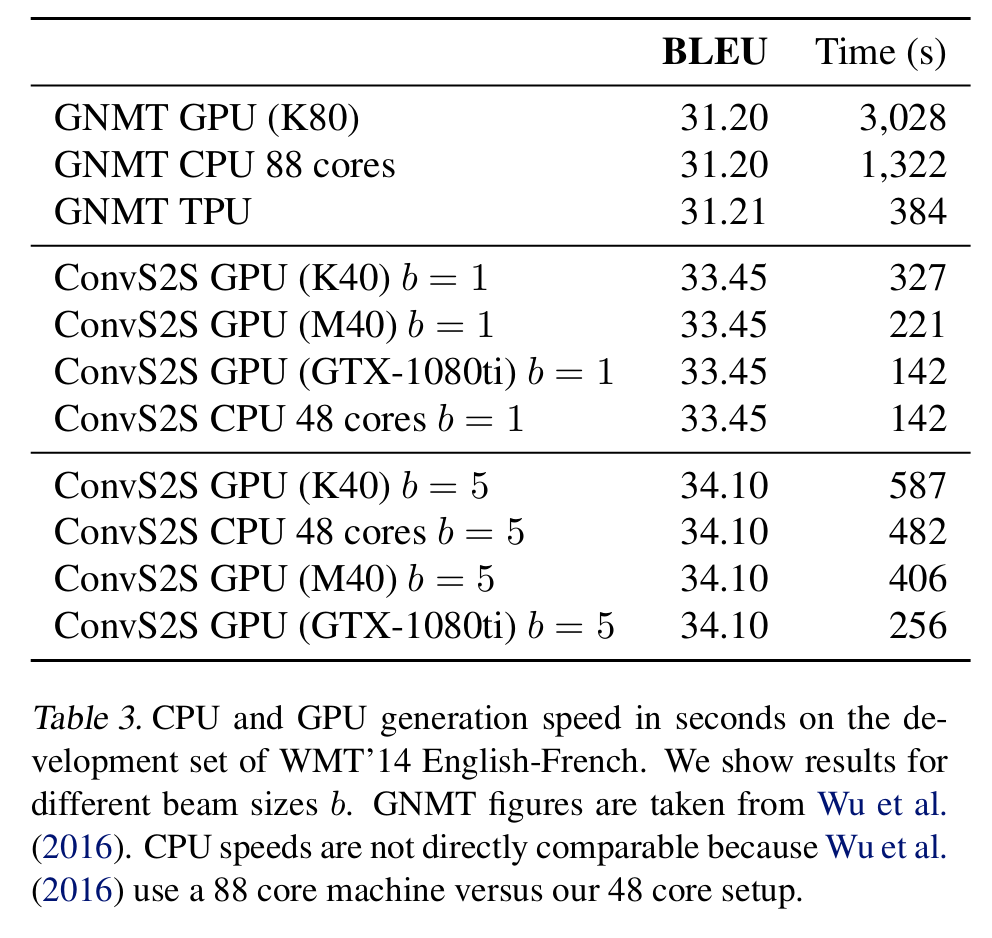 BLEU Time (s)
GNMT GPU (K80) 31.20 3,028
GNMT CPU 88 cores 31.20 1,322
GNMT TPU 31.21 384
ConvS2S GPU (K40) b = 1 33.45 327
ConvS2S GPU (M40) b = 1 33.45 221
ConvS2S GPU (GTX-1080ti) b = 1 33.45 142
ConvS2S CPU 48 cores b = 1 33.45 142
ConvS2S GPU (K40) b = 5 34.10 587
ConvS2S CPU 48 cores b = 5 34.10 482
ConvS2S GPU (M40) b = 5 34.10 406
ConvS2S GPU (GTX-1080ti) b = 5 34.10 256
Table 3. CPU and GPU generation speed in seconds on the de-
velopment set of WMT'14 English-French. We show results for
different beam sizes b. GNMT figures are taken from Wu et al.
(2016). CPU speeds are not directly comparable because Wu et al.
(2016) use a 88 core machine versus our 48 core setup.